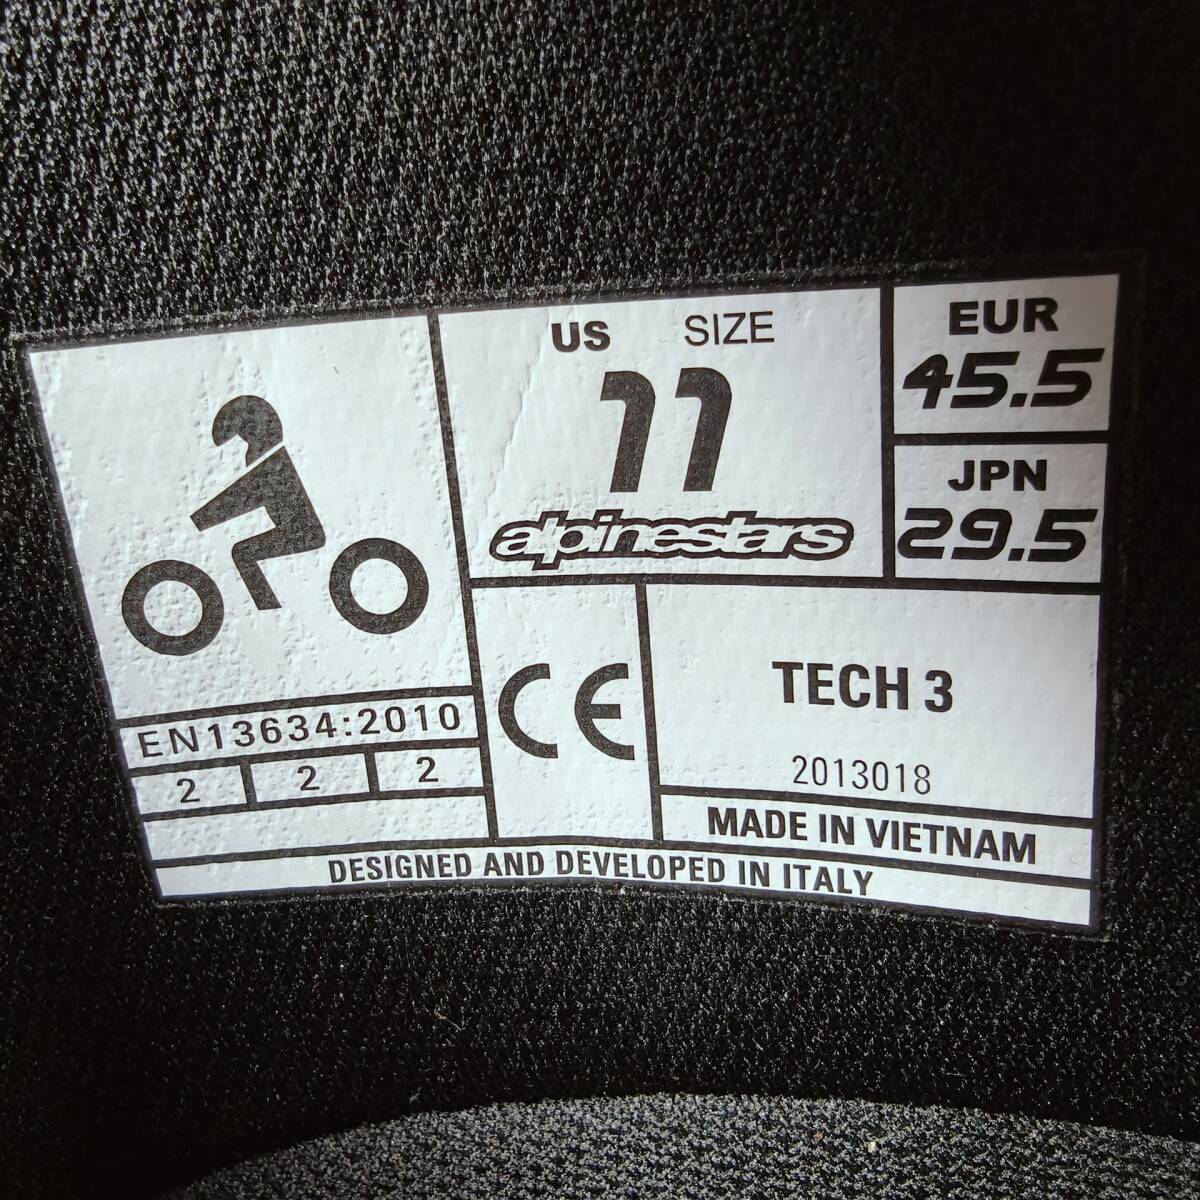 US SIZE
11
alpinestars
EUR
45.5
JPN
29.5
EN13634:2010
2 2 2
CE
TECH 3
2013018
MADE IN VIETNAM
DESIGNED AND DEVELOPED IN ITALY